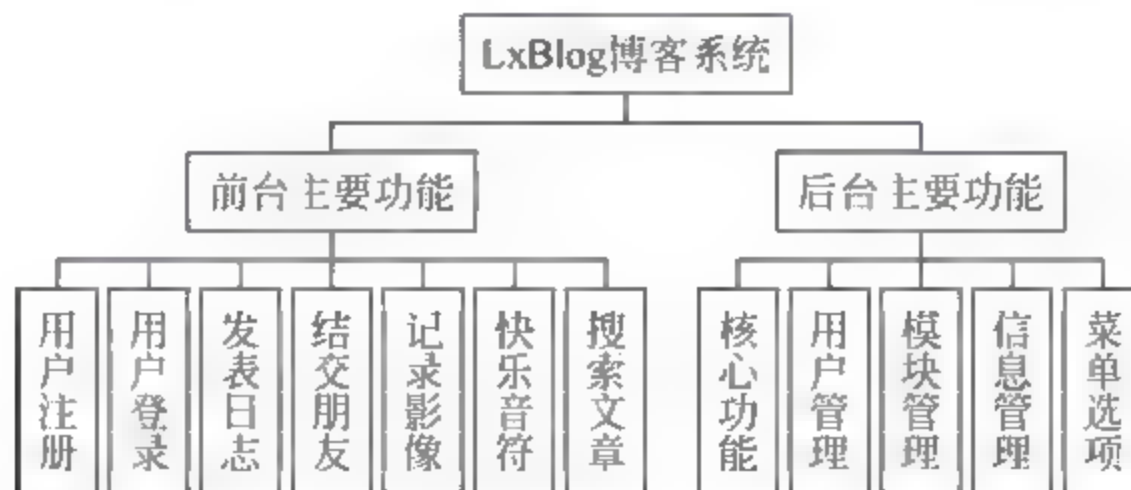 LxBlog博客系统
前台主要功能
后台主要功能
用户注册
用户登录
发表日志
结交朋友
记录影像
快乐音符
搜索文章
核心功能
用户管理
模块管理
信息管理
菜单选项